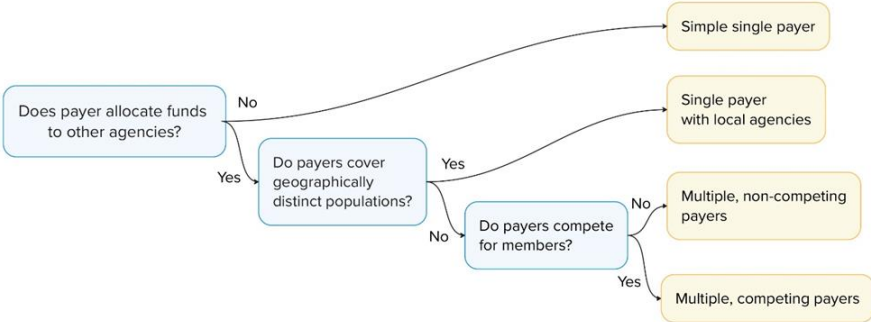 Simple single payer
No
Does payer allocate funds
to other agencies?
Single payer
with local agencies
Yes
Do payers cover
geographically
distinct populations?
Yes
No
Do payers compete
for members?
No
Multiple, non-competing
payers
Yes
Multiple, competing payers